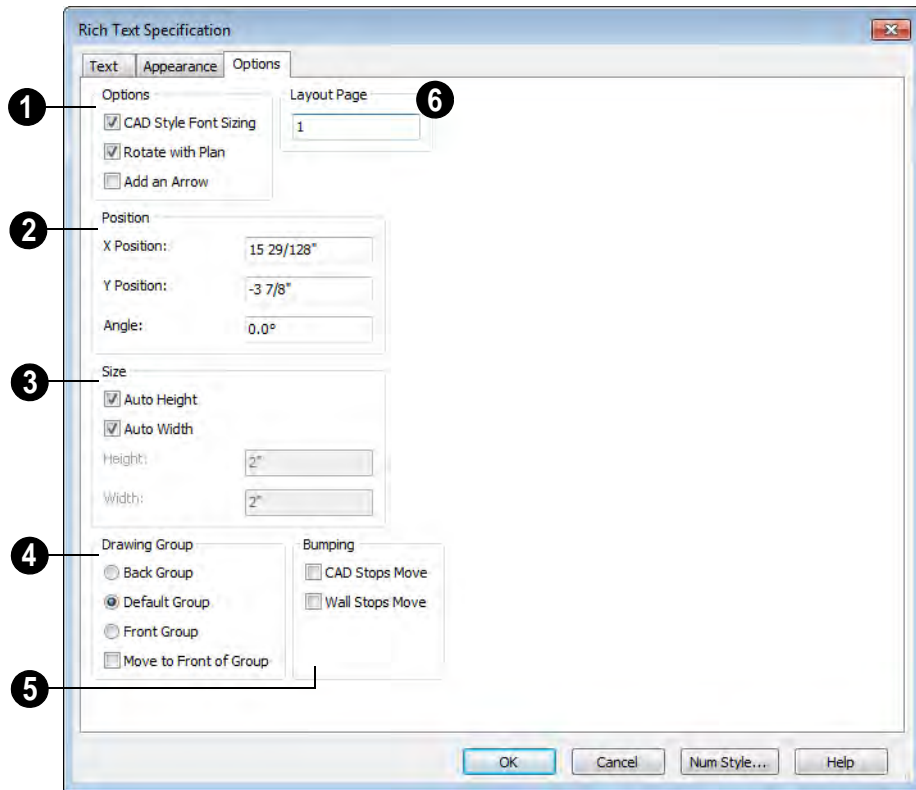 Rich Text Specification
Text Appearance Options
1 Options
CAD Style Font Sizing
Rotate with Plan
Add an Arrow
Layout Page 6
1
2 Position
X Position: 15 29/128"
Y Position: -3 7/8"
Angle: 0.0°
3 Size
Auto Height
Auto Width
Height: 2"
Width: 2"
4 Drawing Group
Back Group
Default Group
Front Group
Move to Front of Group
Bumping
CAD Stops Move
Wall Stops Move
5
OK Cancel Num Style... Help